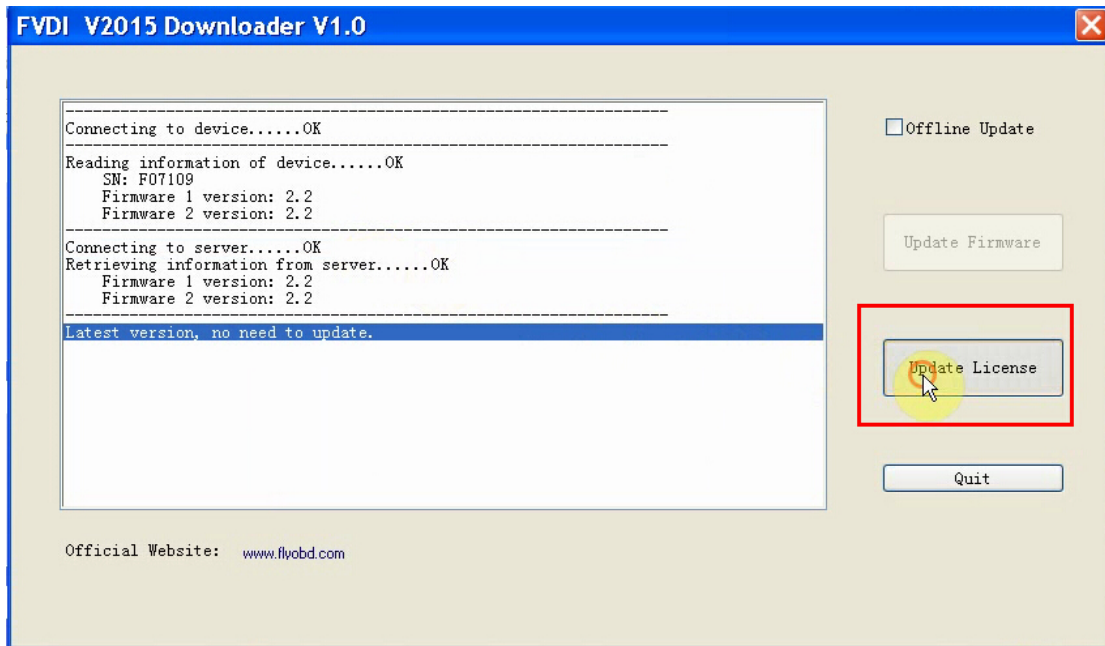 FVDI V2015 Downloader V1.0
--------------------------------------------------------------------
Connecting to device......OK
--------------------------------------------------------------------
Reading information of device......OK
SN: F07109
Firmware 1 version: 2.2
Firmware 2 version: 2.2
--------------------------------------------------------------------
Connecting to server......OK
Retrieving information from server......OK
Firmware 1 version: 2.2
Firmware 2 version: 2.2
--------------------------------------------------------------------
Latest version, no need to update.
Offline Update
Update Firmware
Update License
Quit
Official Website: www.flyobd.com